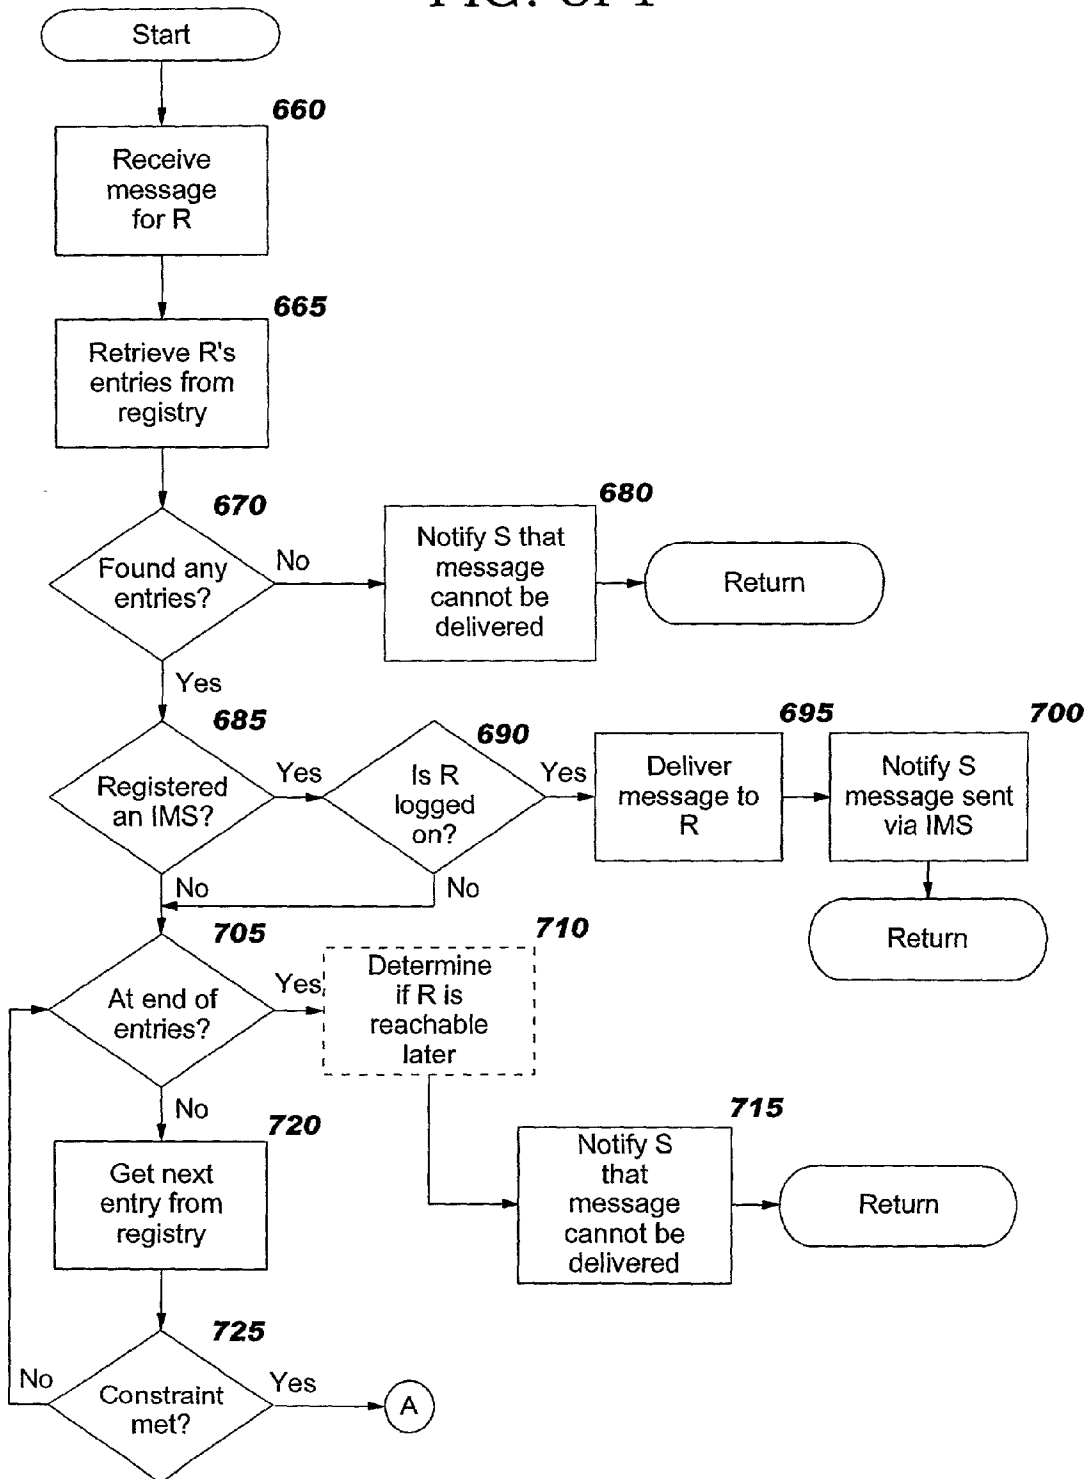 Start
660
Receive
message
for R
665
Retrieve R's
entries from
registry
670
Found any
entries?
No
680
Notify S that
message
cannot be
delivered
Return
Yes
685
Registered
an IMS?
Yes
690
Is R
logged
on?
Yes
695
Deliver
message to
R
700
Notify S
message sent
via IMS
Return
No
No
705
At end of
entries?
Yes
710
Determine
if R is
reachable
later
715
Notify S
that
message
cannot be
delivered
Return
No
720
Get next
entry from
registry
725
Constraint
met?
No
Yes
A